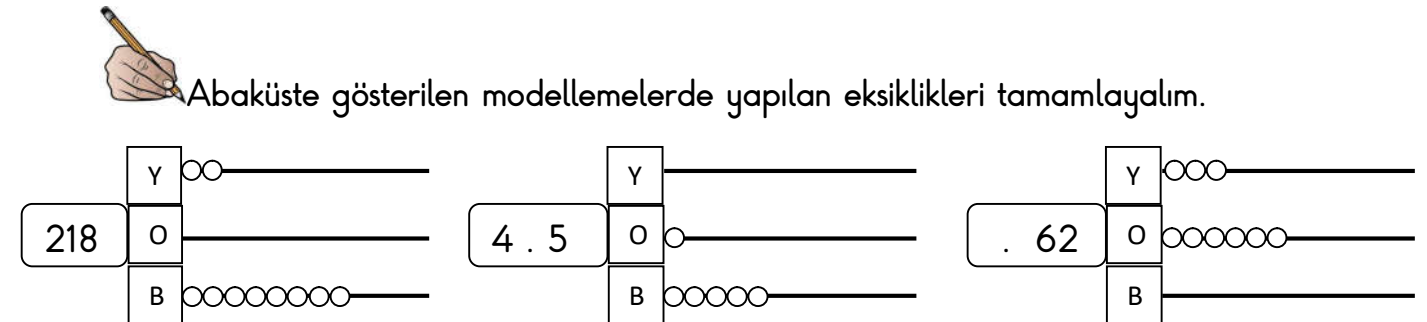 Abaküste gösterilen modellemelerde yapılan eksiklikleri tamamlayalım.
Y Y Y
218 O 4 . 5 O . 62 O
B B B